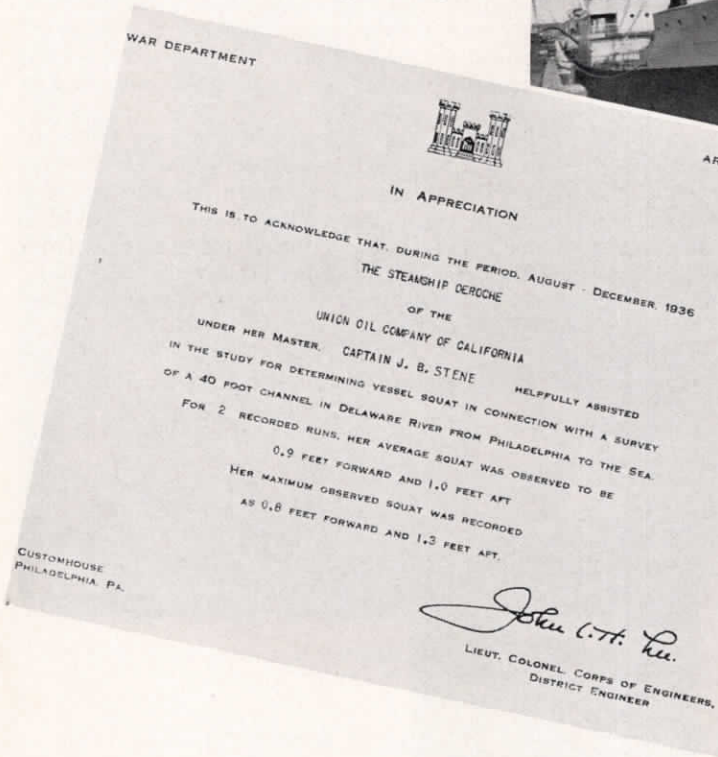 WAR DEPARTMENT
AR
IN APPRECIATION
THIS IS TO ACKNOWLEDGE THAT, DURING THE PERIOD, AUGUST - DECEMBER, 1936
THE STEAMSHIP DEROCHE
OF THE
UNION OIL COMPANY OF CALIFORNIA
UNDER HER MASTER, CAPTAIN J. B. STENE HELPFULLY ASSISTED
IN THE STUDY FOR DETERMINING VESSEL SQUAT IN CONNECTION WITH A SURVEY
OF A 40 FOOT CHANNEL IN DELAWARE RIVER FROM PHILADELPHIA TO THE SEA.
FOR 2 RECORDED RUNS, HER AVERAGE SQUAT WAS OBSERVED TO BE
0.9 FEET FORWARD AND 1.0 FEET AFT
HER MAXIMUM OBSERVED SQUAT WAS RECORDED
AS 0.8 FEET FORWARD AND 1.3 FEET AFT.
CUSTOMHOUSE
PHILADELPHIA, PA.
John
LIEUT. COLONEL, CORPS OF ENGINEERS,
DISTRICT ENGINEER